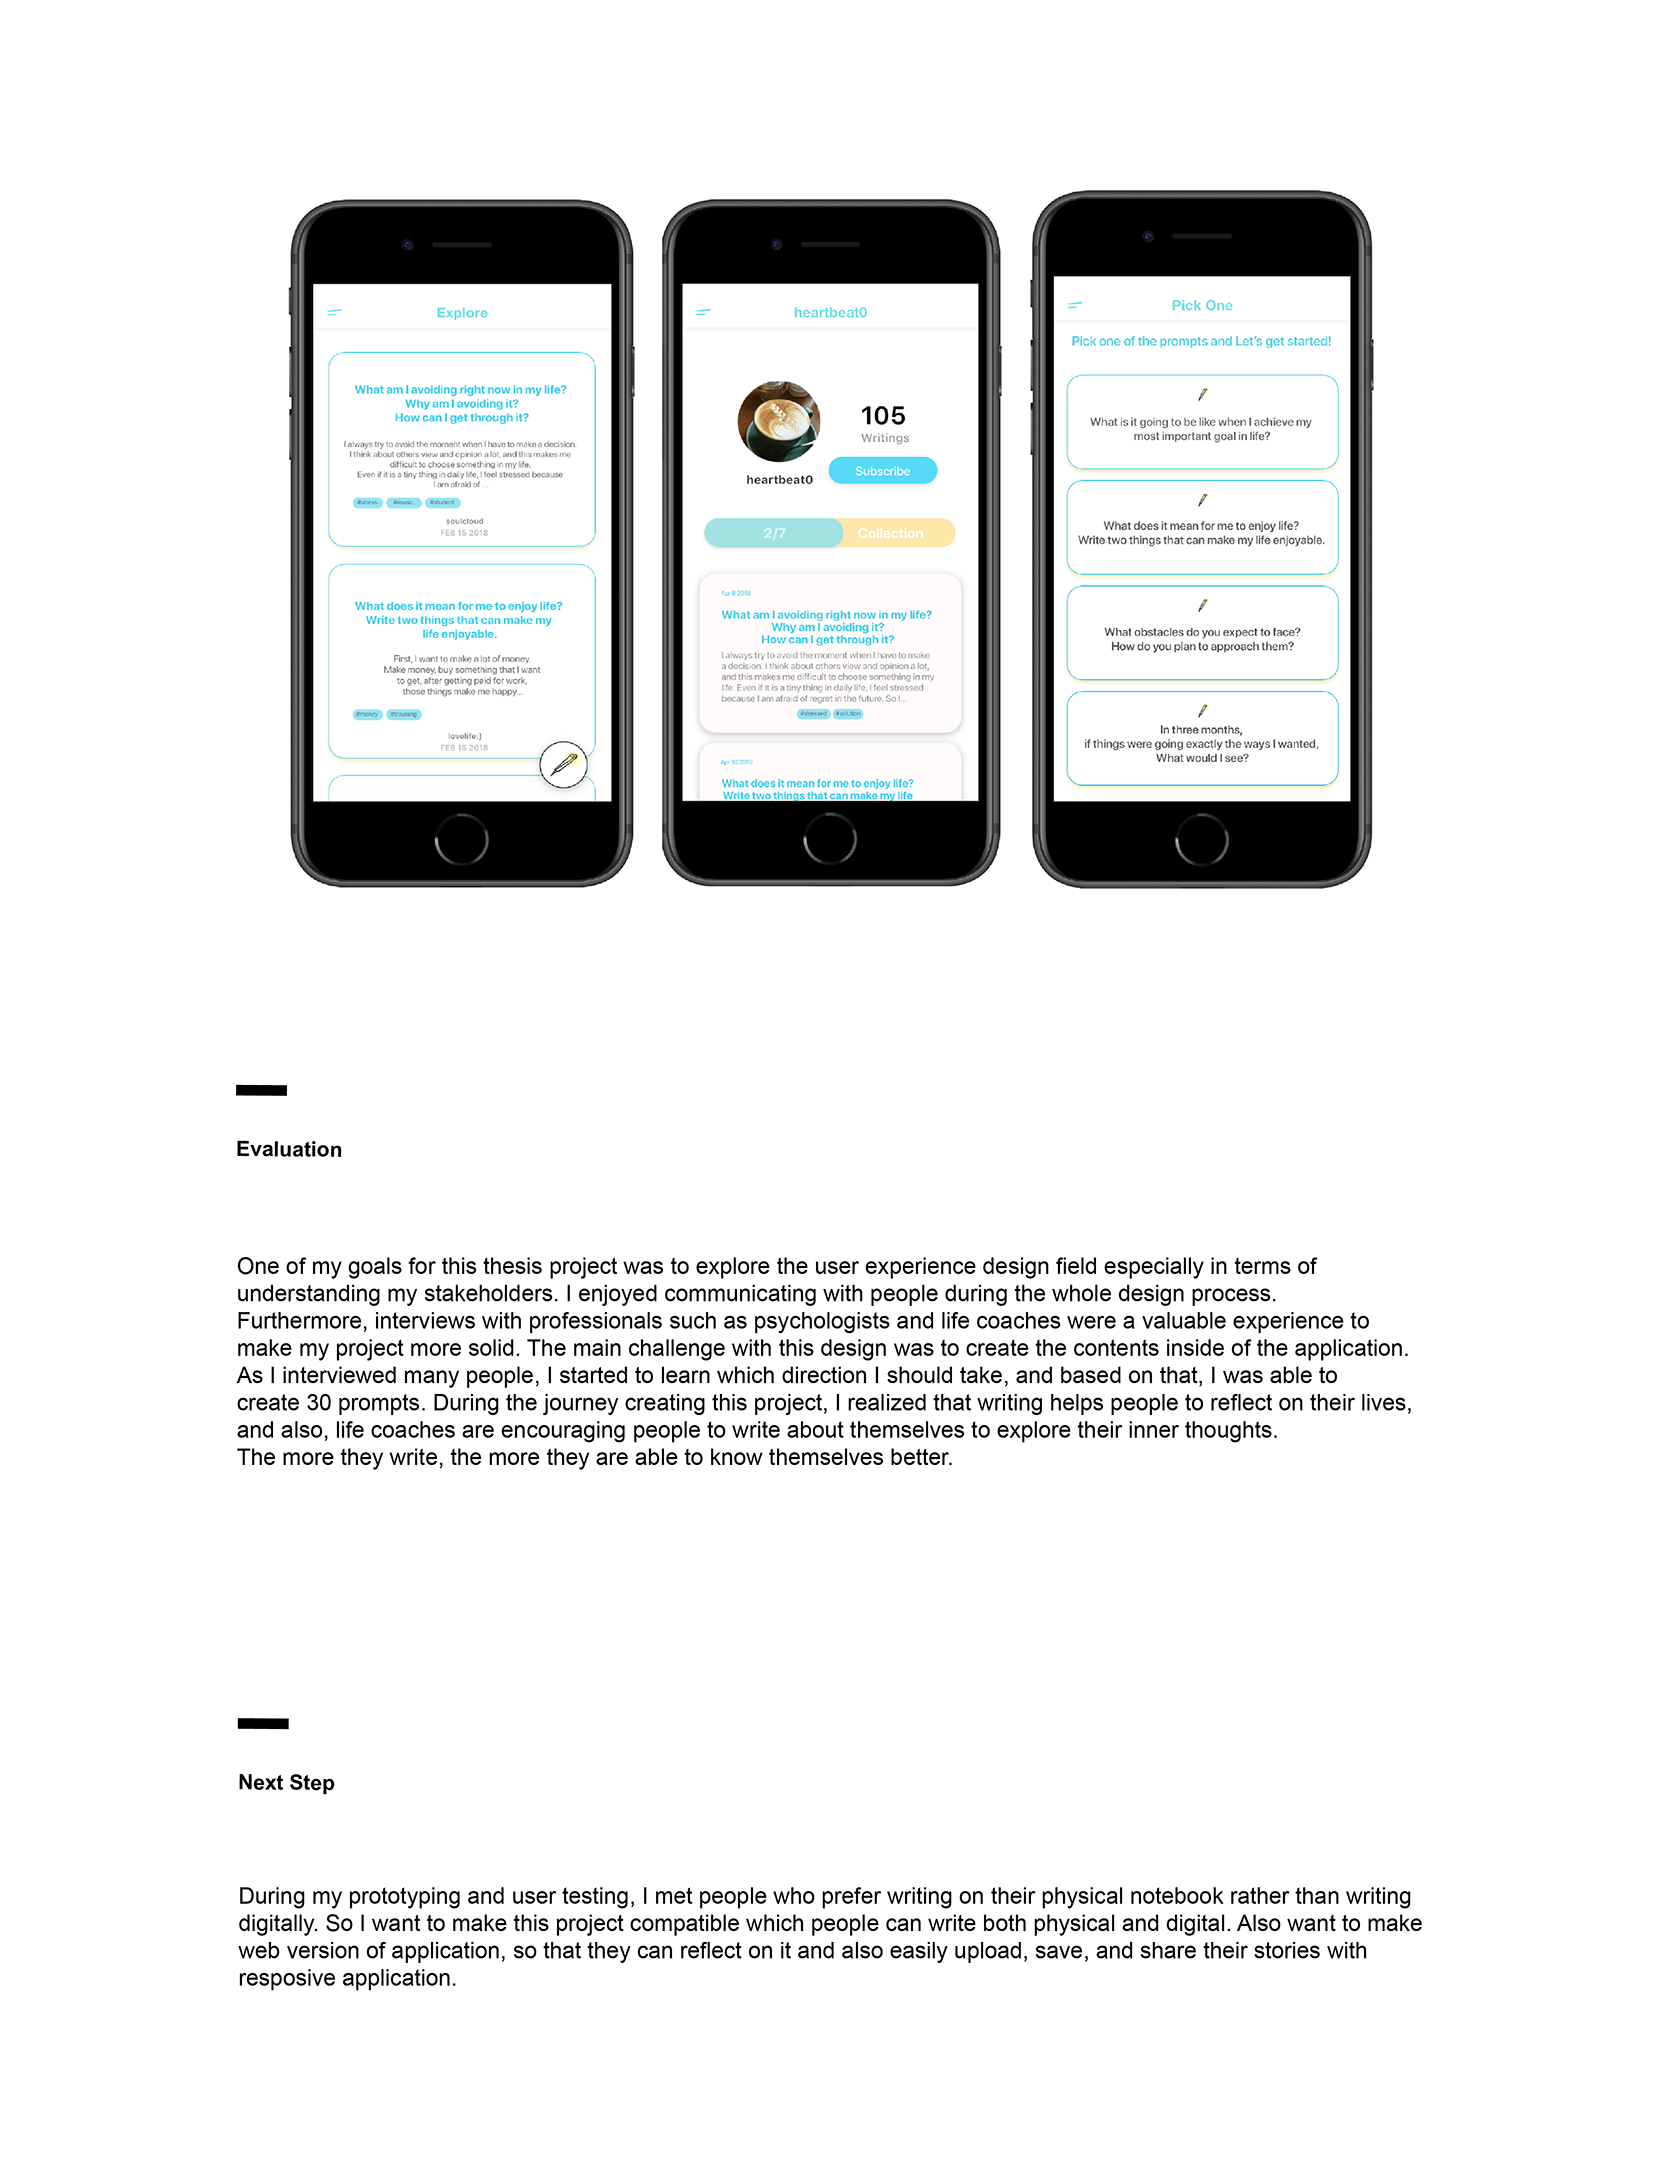 Explore
What am I avoiding right now in my life?
Why am I avoiding it?
How can I get through it?
I always try to avoid the moment when I have to make a decision.
I think about others view and opinion a lot, and this makes me
difficult to choose something in my life.
Even if it is a tiny thing in daily life, I feel stressed because
I am afraid of ...
#stress #manic #student
soulcloud
FEB 15 2018
What does it mean for me to enjoy life?
Write two things that can make my
life enjoyable.
First, I want to make a lot of money.
Make money, buy something that I want
to get, after getting paid for work,
those things make me happy...
#money #traveling
lovelife:)
FEB 15 2018
heartbeat0
105
Writings
Subscribe
heartbeat0
2/7 Collection
Apr 8 2018
What am I avoiding right now in my life?
Why am I avoiding it?
How can I get through it?
I always try to avoid the moment when I have to make
a decision. I think about others view and opinion a lot,
and this makes me difficult to choose something in my
life. Even if it is a tiny thing in daily life, I feel stressed
because I am afraid of regret in the future. So I...
#stressed #solution
Apr 10 2018
What does it mean for me to enjoy life?
Write two things that can make my life
Pick One
Pick one of the prompts and Let's get started!
What is it going to be like when I achieve my
most important goal in life?
What does it mean for me to enjoy life?
Write two things that can make my life enjoyable.
What obstacles do you expect to face?
How do you plan to approach them?
In three months,
if things were going exactly the ways I wanted,
What would I see?
Evaluation
One of my goals for this thesis project was to explore the user experience design field especially in terms of
understanding my stakeholders. I enjoyed communicating with people during the whole design process.
Furthermore, interviews with professionals such as psychologists and life coaches were a valuable experience to
make my project more solid. The main challenge with this design was to create the contents inside of the application.
As I interviewed many people, I started to learn which direction I should take, and based on that, I was able to
create 30 prompts. During the journey creating this project, I realized that writing helps people to reflect on their lives,
and also, life coaches are encouraging people to write about themselves to explore their inner thoughts.
The more they write, the more they are able to know themselves better.
Next Step
During my prototyping and user testing, I met people who prefer writing on their physical notebook rather than writing
digitally. So I want to make this project compatible which people can write both physical and digital. Also want to make
web version of application, so that they can reflect on it and also easily upload, save, and share their stories with
resposive application.